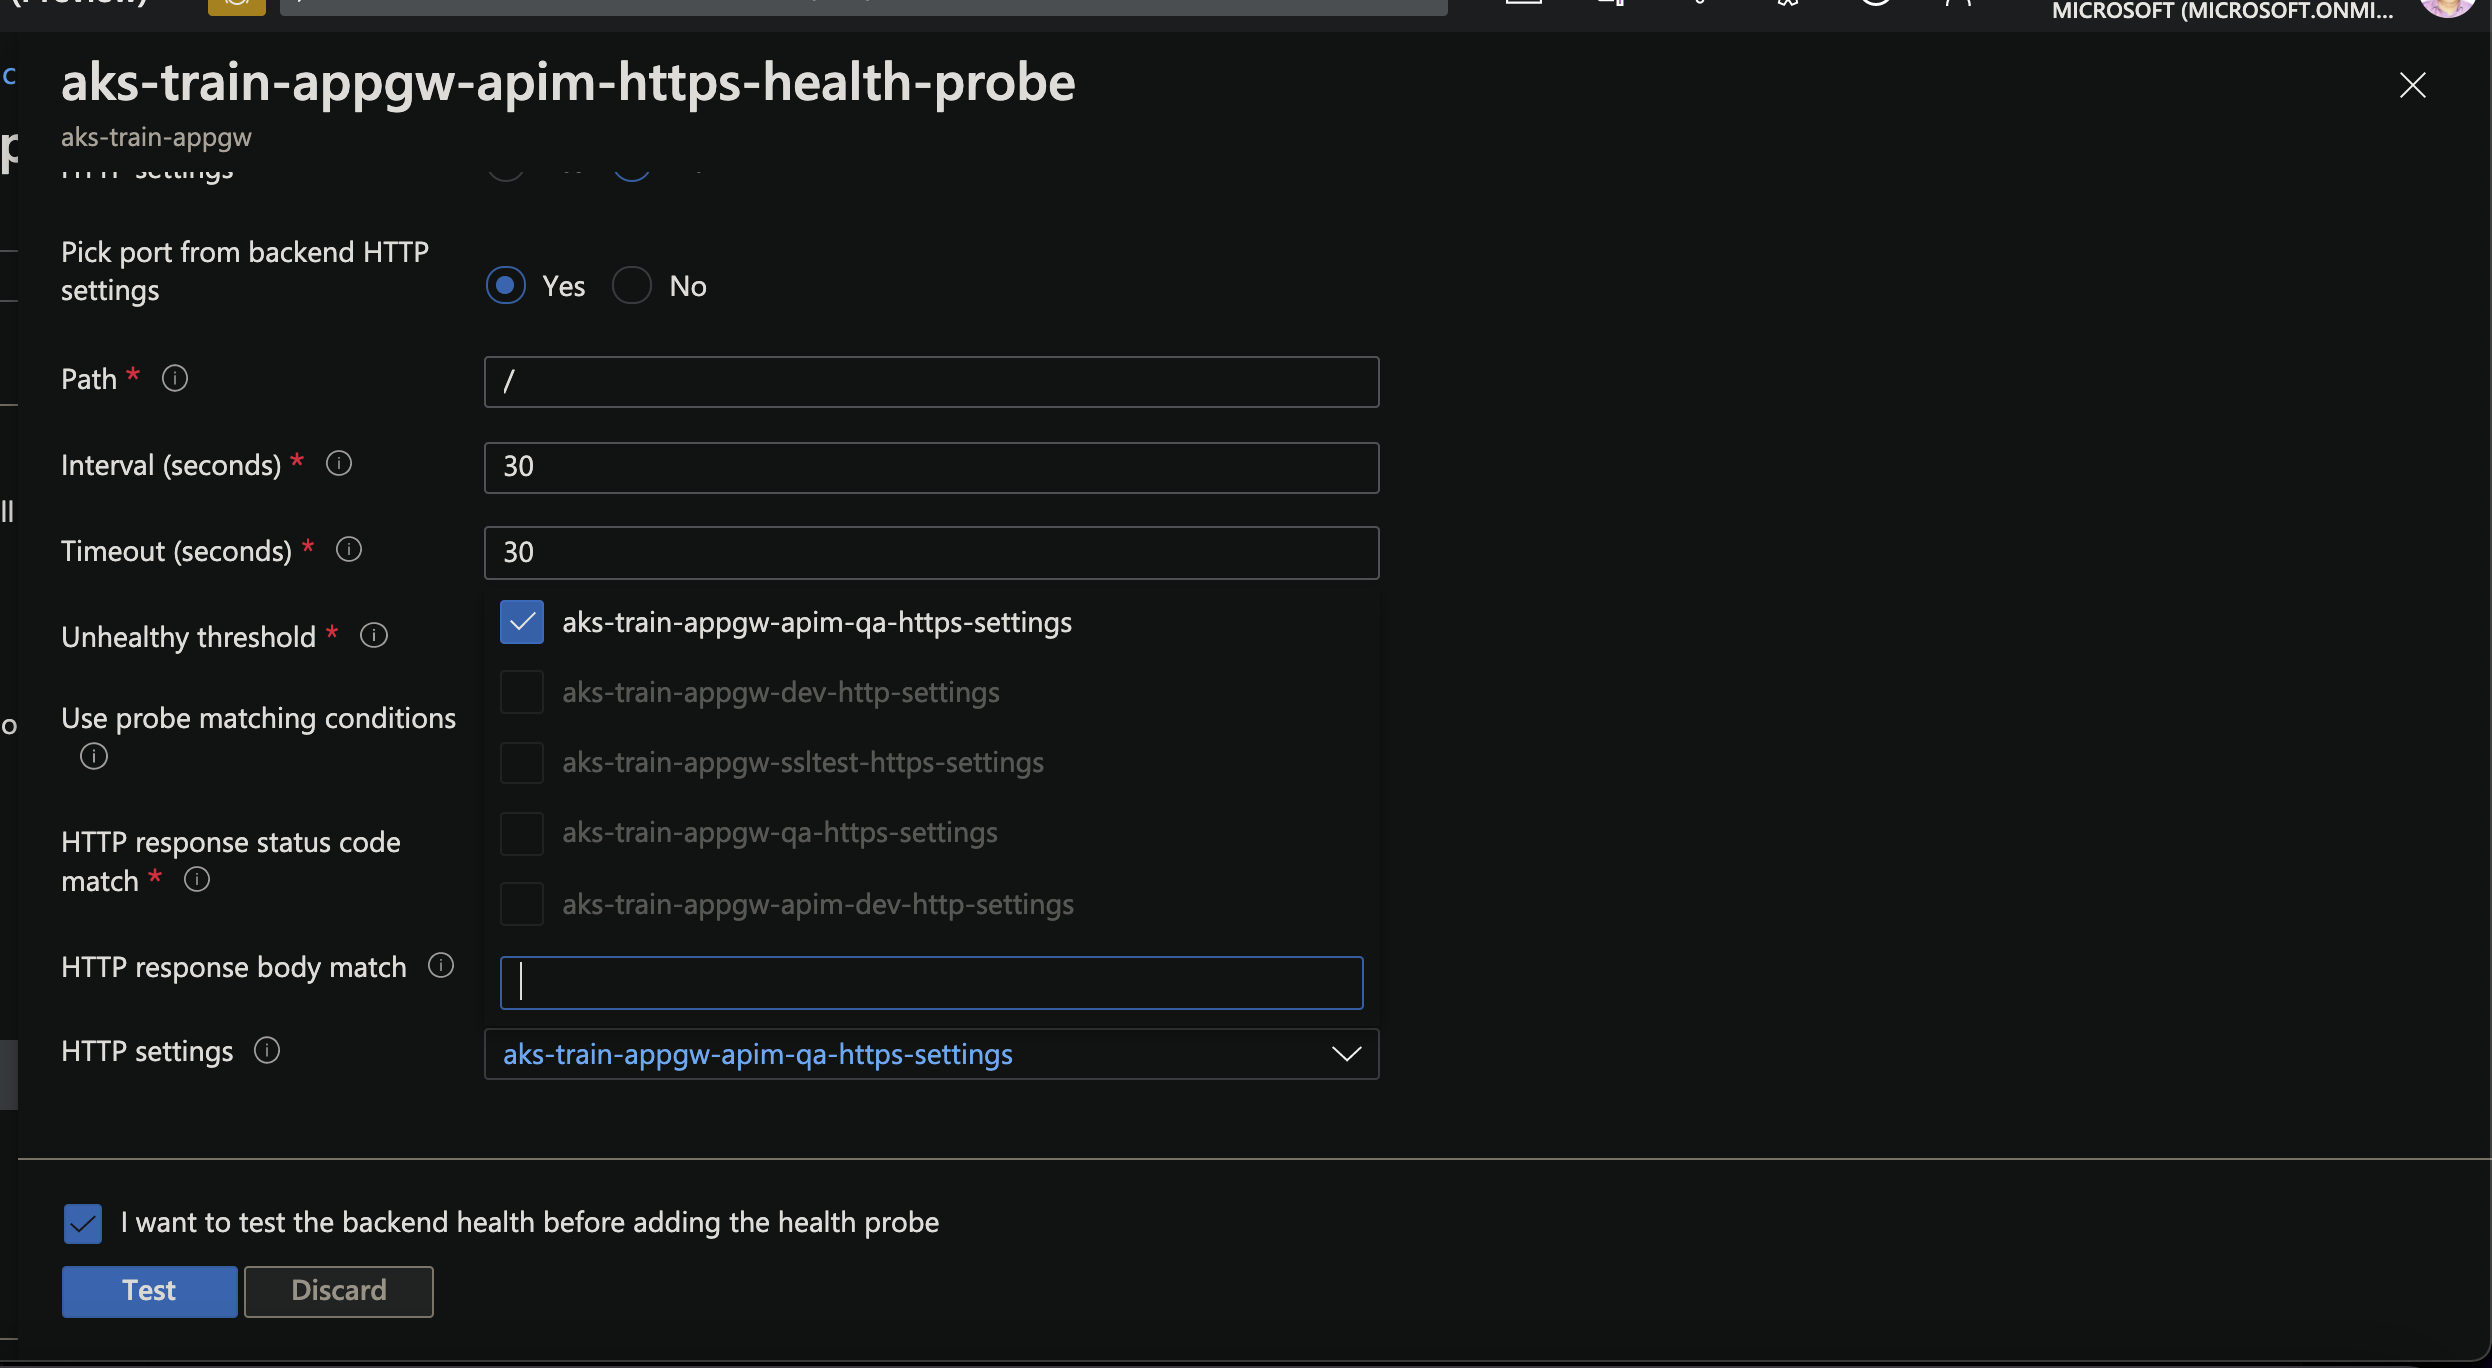 MICROSOFT (MICROSOFT.ONMI...
aks-train-appgw-apim-https-health-probe
aks-train-appgw
HTTP settings
Pick port from backend HTTP
settings
Yes
No
Path *
/
Interval (seconds) *
30
Timeout (seconds) *
30
Unhealthy threshold *
Use probe matching conditions
HTTP response status code
match *
HTTP response body match
aks-train-appgw-apim-qa-https-settings
aks-train-appgw-dev-http-settings
aks-train-appgw-ssltest-https-settings
aks-train-appgw-qa-https-settings
aks-train-appgw-apim-dev-http-settings
HTTP settings
aks-train-appgw-apim-qa-https-settings
I want to test the backend health before adding the health probe
Test
Discard